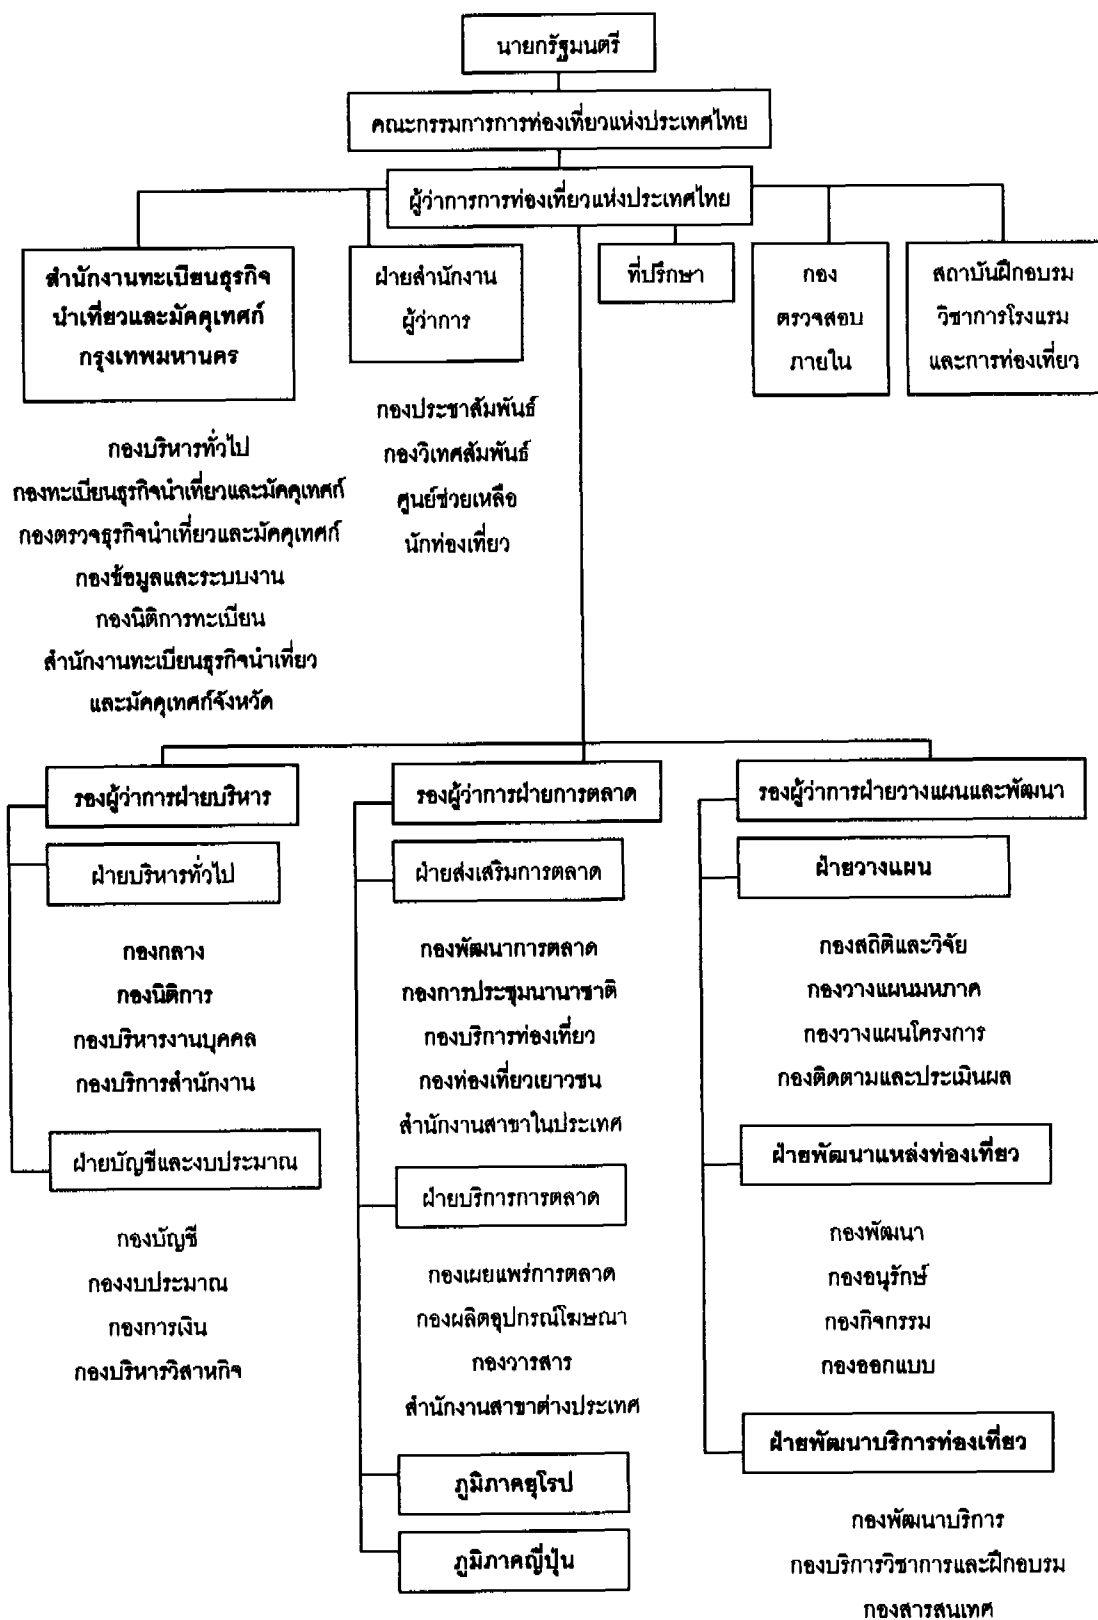 นายกรัฐมนตรี
คณะกรรมการการท่องเที่ยวแห่งประเทศไทย
ผู้ว่าการการท่องเที่ยวแห่งประเทศไทย
สำนักงานทะเบียนธุรกิจ
นำเที่ยวและมัคคุเทศก์
กรุงเทพมหานคร
กองบริหารทั่วไป
กองทะเบียนธุรกิจนำเที่ยวและมัคคุเทศก์
กองตรวจธุรกิจนำเที่ยวและมัคคุเทศก์
กองข้อมูลและระบบงาน
กองนิติการทะเบียน
สำนักงานทะเบียนธุรกิจนำเที่ยว
และมัคคุเทศก์จังหวัด
ฝ่ายสำนักงาน
ผู้ว่าการ
กองประชาสัมพันธ์
กองวิเทศสัมพันธ์
ศูนย์ช่วยเหลือ
นักท่องเที่ยว
ที่ปรึกษา
กอง
ตรวจสอบ
ภายใน
สถาบันฝึกอบรม
วิชาการโรงแรม
และการท่องเที่ยว
รองผู้ว่าการฝ่ายบริหาร
ฝ่ายบริหารทั่วไป
กองกลาง
กองนิติการ
กองบริหารงานบุคคล
กองบริการสำนักงาน
ฝ่ายบัญชีและงบประมาณ
กองบัญชี
กองงบประมาณ
กองการเงิน
กองบริหารวิสาหกิจ
รองผู้ว่าการฝ่ายการตลาด
ฝ่ายส่งเสริมการตลาด
กองพัฒนาการตลาด
กองการประชุมนานาชาติ
กองบริการท่องเที่ยว
กองท่องเที่ยวเยาวชน
สำนักงานสาขาในประเทศ
ฝ่ายบริการการตลาด
กองเผยแพร่การตลาด
กองผลิตอุปกรณ์โฆษณา
กองวารสาร
สำนักงานสาขาต่างประเทศ
ภูมิภาคยุโรป
ภูมิภาคญี่ปุ่น
รองผู้ว่าการฝ่ายวางแผนและพัฒนา
ฝ่ายวางแผน
กองสถิติและวิจัย
กองวางแผนมหภาค
กองวางแผนโครงการ
กองติดตามและประเมินผล
ฝ่ายพัฒนาแหล่งท่องเที่ยว
กองพัฒนา
กองอนุรักษ์
กองกิจกรรม
กองออกแบบ
ฝ่ายพัฒนาบริการท่องเที่ยว
กองพัฒนาบริการ
กองบริการวิชาการและฝึกอบรม
กองสารสนเทศ